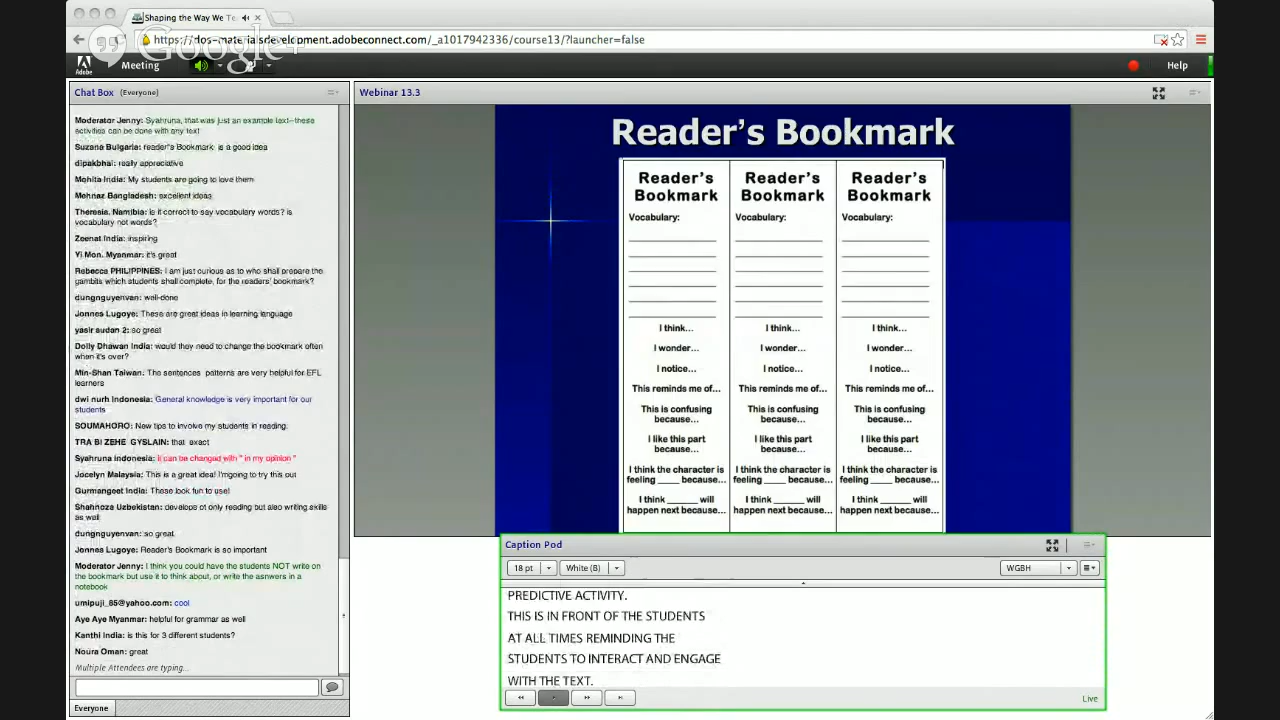 Shaping the Way We Te
Google+
https://dos-materialsdevelopment.adobeconnect.com/_a1017942336/course13/?launcher=false
Adobe
Meeting
Help
Chat Box (Everyone)
Moderator Jenny: Syahruna, that was just an example text--these
activities can be done with any text
Suzana Bulgaria: reader's Bookmark is a good idea
dipakbhai: really appreciative
Mohita India: My students are going to love them
Mehnaz Bangladesh: excellent ideas
Theresia. Namibia: is it correct to say vocabulary words? is
vocabulary not words?
Zeenat India: inspiring
Yi Mon. Myanmar: it's great
Rebecca PHILIPPINES: I am just curious as to who shall prepare the
gambits which students shall complete, for the readers' bookmark?
dungnguyenvan: well-done
Jonnes Lugoye: These are great ideas in learning language
yasir sudan 2: so great
Dolly Dhawan India: would they need to change the bookmark often
when it's over?
Min-Shan Taiwan: The sentences patterns are very helpful for EFL
learners
dwi nurh Indonesia: General knowledge is very important for our
students
SOUMAHORO: New tips to involve my students in reading.
TRA BI ZEHE GYSLAIN: that exact
Syahruna indonesia: it can be changed with " in my opinion "
Jocelyn Malaysia: This is a great idea! I'mgoing to try this out
Gurmangeet India: These look fun to use!
Shahnoza Uzbekistan: develops ot only reading but also writing skills
as well
dungnguyenvan: so great
Jonnes Lugoye: Reader's Bookmark is so important
Moderator Jenny: I think you could have the students NOT write on
the bookmark but use it to think about, or write the asnwers in a
notebook
umipuji_85@yahoo.com: cool
Aye Aye Myanmar: helpful for grammar as well
Kanthi India: is this for 3 different students?
Noura Oman: great
Multiple Attendees are typing...
Everyone
Webinar 13.3
Reader's Bookmark
Reader's
Bookmark
Vocabulary:
I think...
I wonder...
I notice...
This reminds me of...
This is confusing
because...
I like this part
because...
I think the character is
feeling ____ because...
I think ______ will
happen next because...
Reader's
Bookmark
Vocabulary:
I think...
I wonder...
I notice...
This reminds me of...
This is confusing
because...
I like this part
because...
I think the character is
feeling ____ because...
I think ______ will
happen next because...
Reader's
Bookmark
Vocabulary:
I think...
I wonder...
I notice...
This reminds me of...
This is confusing
because...
I like this part
because...
I think the character is
feeling ____ because...
I think ______ will
happen next because...
Caption Pod
18 pt
White (B)
WGBH
PREDICTIVE ACTIVITY.
THIS IS IN FRONT OF THE STUDENTS
AT ALL TIMES REMINDING THE
STUDENTS TO INTERACT AND ENGAGE
WITH THE TEXT.
Live